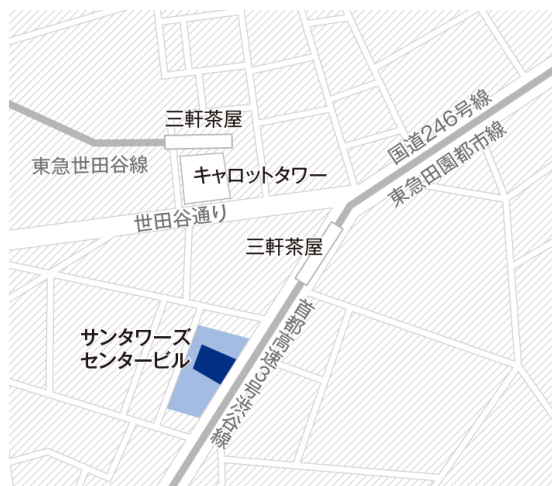 三軒茶屋
東急世田谷線
キャロットタワー
国道246号線
東急田園都市線
世田谷通り
三軒茶屋
サンタワーズ
センタービル
首都高速3号渋谷線